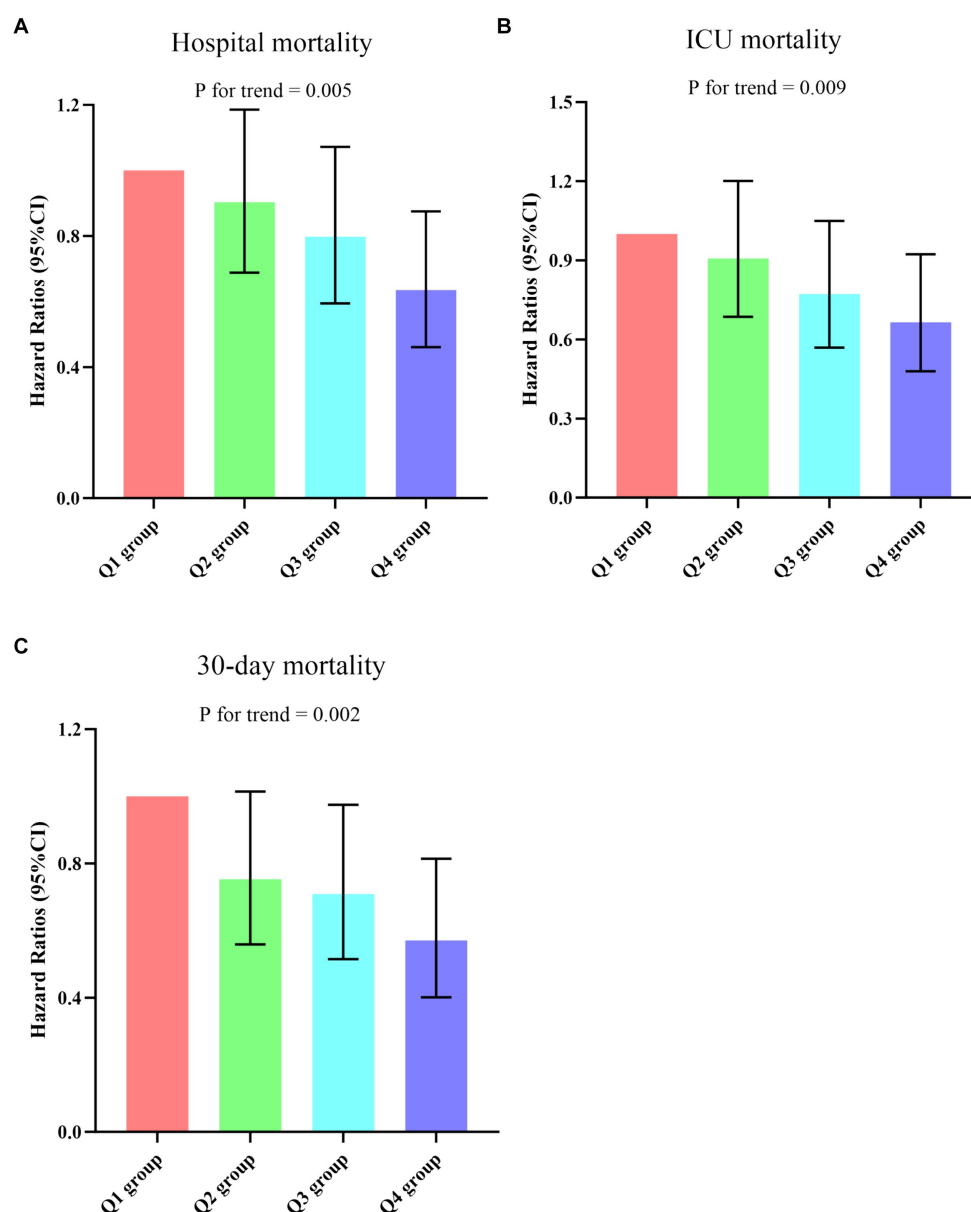 A
Hospital mortality
P for trend = 0.005
Hazard Ratios (95%CI)
1.2
0.8
0.4
0.0
Q1 group
Q2 group
Q3 group
Q4 group
B
ICU mortality
P for trend = 0.009
Hazard Ratios (95%CI)
1.5
1.2
0.9
0.6
0.3
0.0
Q1 group
Q2 group
Q3 group
Q4 group
C
30-day mortality
P for trend = 0.002
Hazard Ratios (95%CI)
1.2
0.8
0.4
0.0
Q1 group
Q2 group
Q3 group
Q4 group